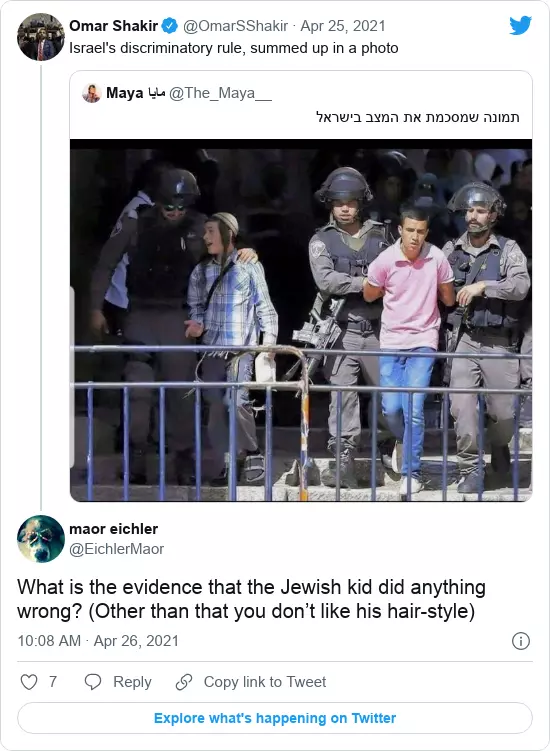 Omar Shakir @OmarSShakir · Apr 25, 2021
Israel's discriminatory rule, summed up in a photo
Maya مايا @The_Maya__
תמונה שמסכמת את המצב בישראל
maor eichler
@EichlerMaor
What is the evidence that the Jewish kid did anything
wrong? (Other than that you don’t like his hair-style)
10:08 AM · Apr 26, 2021
7 Reply Copy link to Tweet
Explore what's happening on Twitter